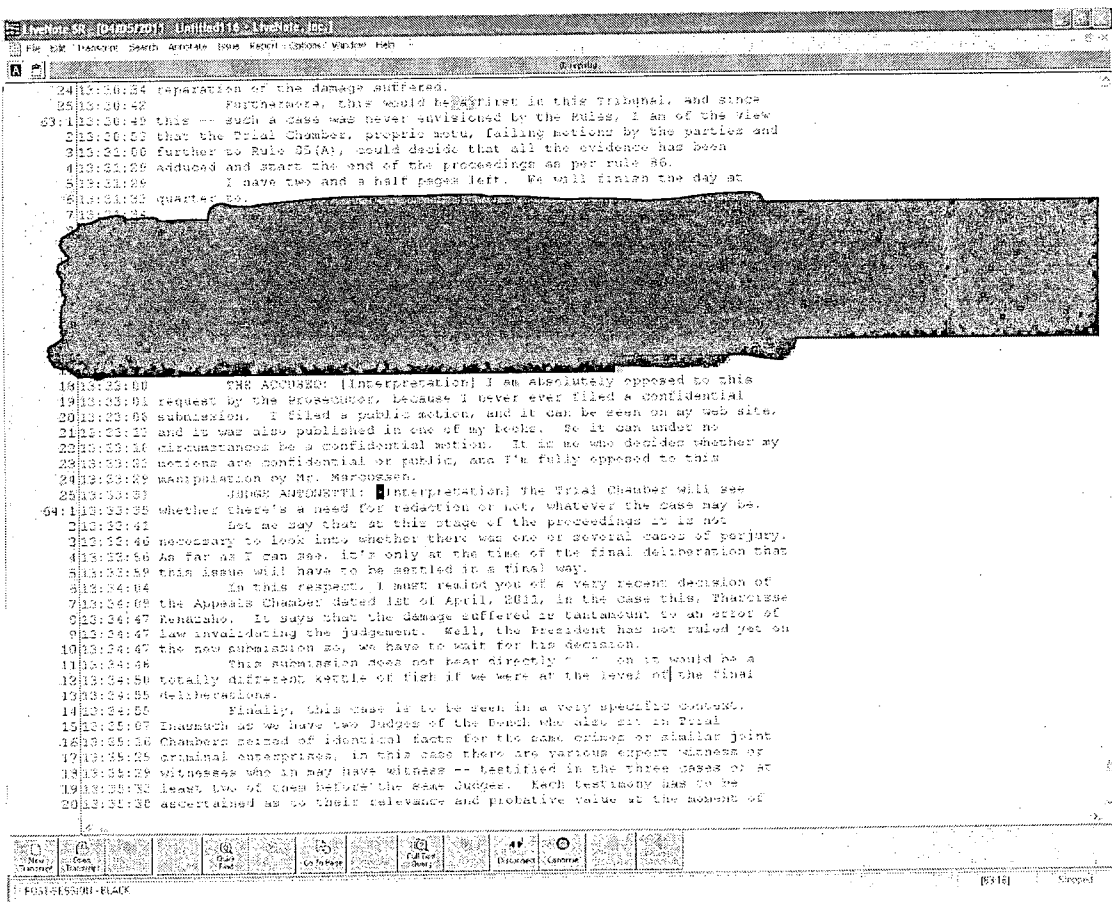 LiveNote SR - [04/05/2011 - Untitled116 - LiveNote, Inc.]
File Edit Transcript Search Annotate Issue Report Options Window Help
24 13:30:34 reparation of the damage suffered.
25 13:30:42 Furthermore, this would be a first in this Tribunal, and since
63:1 13:30:49 this -- such a case was never envisioned by the Rules, I am of the view
2 13:30:53 that the Trial Chamber, proprio motu, failing motions by the parties and
3 13:31:00 further to Rule 85(A), could decide that all the evidence has been
4 13:31:09 adduced and start the end of the proceedings as per rule 86.
5 13:31:29 I have two and a half pages left. We will finish the day at
6 13:31:33 quarter to.
7
18 13:33:00 THE ACCUSED: [Interpretation] I am absolutely opposed to this
19 13:33:01 request by the Prosecutor, because I never ever filed a confidential
20 13:33:06 submission. I filed a public motion, and it can be seen on my web site,
21 13:33:13 and it was also published in one of my books. So it can under no
22 13:33:18 circumstances be a confidential motion. It is me who decides whether my
23 13:33:23 motions are confidential or public, and I'm fully opposed to this
24 13:33:29 manipulation by Mr. Marcussen.
25 13:33:31 JUDGE ANTONETTI: [Interpretation] The Trial Chamber will see
64:1 13:33:35 whether there's a need for redaction or not, whatever the case may be.
2 13:33:41 Let me say that at this stage of the proceedings it is not
3 13:33:46 necessary to look into whether there was one or several cases of perjury.
4 13:33:56 As far as I can see, it's only at the time of the final deliberation that
5 13:33:59 this issue will have to be settled in a final way.
6 13:34:04 In this respect, I must remind you of a very recent decision of
7 13:34:09 the Appeals Chamber dated 1st of April, 2011, in the case this, Tharcisse
8 13:34:47 Renzaho. It says that the damage suffered is tantamount to an error of
9 13:34:47 law invalidating the judgement. Well, the President has not ruled yet on
10 13:34:47 the new submission so, we have to wait for his decision.
11 13:34:48 This submission does not bear directly " " on it would be a
12 13:34:50 totally different kettle of fish if we were at the level of the final
13 13:34:55 deliberations.
14 13:34:55 Finally, this case is to be seen in a very specific context.
15 13:35:07 Inasmuch as we have two Judges of the Bench who also sit in Trial
16 13:35:16 Chambers seized of identical facts for the same crimes or similar joint
17 13:35:25 criminal enterprises, in this case there are various expert witness or
18 13:35:29 witnesses who in may have witness -- testified in the three cases or at
19 13:35:33 least two of them before the same Judges. Each testimony has to be
20 13:35:38 ascertained as to their relevance and probative value at the moment of
New Transcript Open Transcript Quick Find Go To Page Full Text Query Disconnect Continue
POST-SESSION - BLACK [63:18] Stopped